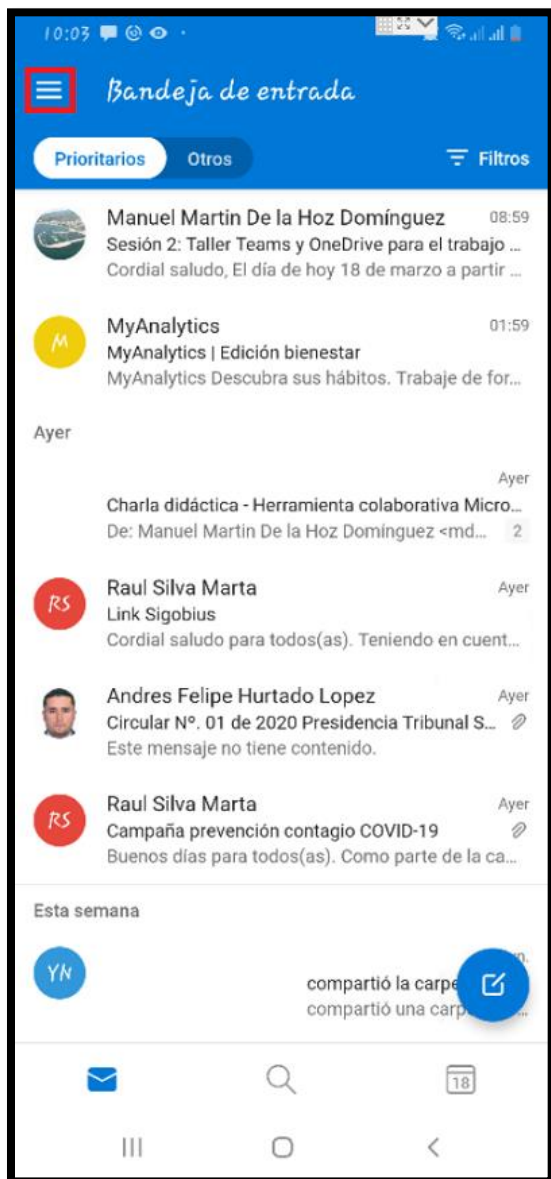 10:03
Bandeja de entrada
Prioritarios Otros Filtros
Manuel Martin De la Hoz Domínguez 08:59
Sesión 2: Taller Teams y OneDrive para el trabajo ...
Cordial saludo, El día de hoy 18 de marzo a partir ...
M
MyAnalytics 01:59
MyAnalytics | Edición bienestar
MyAnalytics Descubra sus hábitos. Trabaje de for...
Ayer
Ayer
Charla didáctica - Herramienta colaborativa Micro...
De: Manuel Martin De la Hoz Domínguez <md... 2
RS
Raul Silva Marta Ayer
Link Sigobius
Cordial saludo para todos(as). Teniendo en cuent...
Andres Felipe Hurtado Lopez Ayer
Circular Nº. 01 de 2020 Presidencia Tribunal S...
Este mensaje no tiene contenido.
RS
Raul Silva Marta Ayer
Campaña prevención contagio COVID-19
Buenos días para todos(as). Como parte de la ca...
Esta semana
YN
compartió la carpe
compartió una carp
18